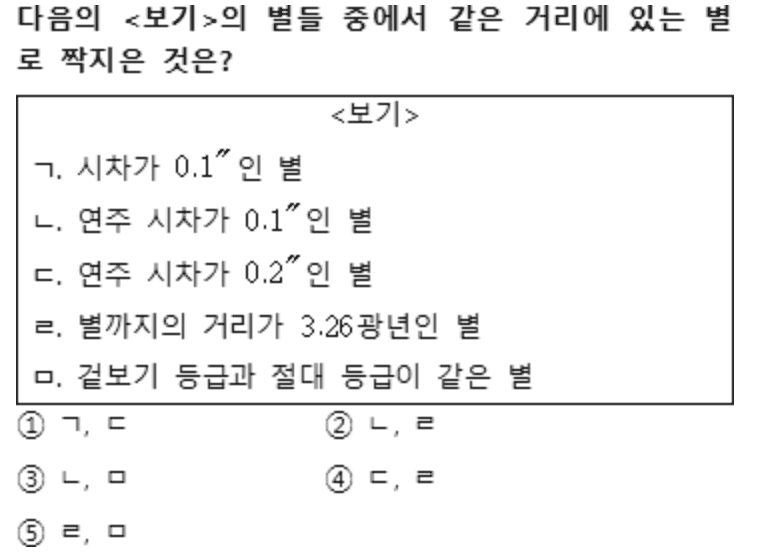 다음의 <보기>의 별들 중에서 같은 거리에 있는 별
로 짝지은 것은?
<보기>
ㄱ. 시차가 0.1″인 별
ㄴ. 연주 시차가 0.1″인 별
ㄷ. 연주 시차가 0.2″인 별
ㄹ. 별까지의 거리가 3.26광년인 별
ㅁ. 겉보기 등급과 절대 등급이 같은 별
① ㄱ, ㄷ ② ㄴ, ㄹ
③ ㄴ, ㅁ ④ ㄷ, ㄹ
⑤ ㄹ, ㅁ